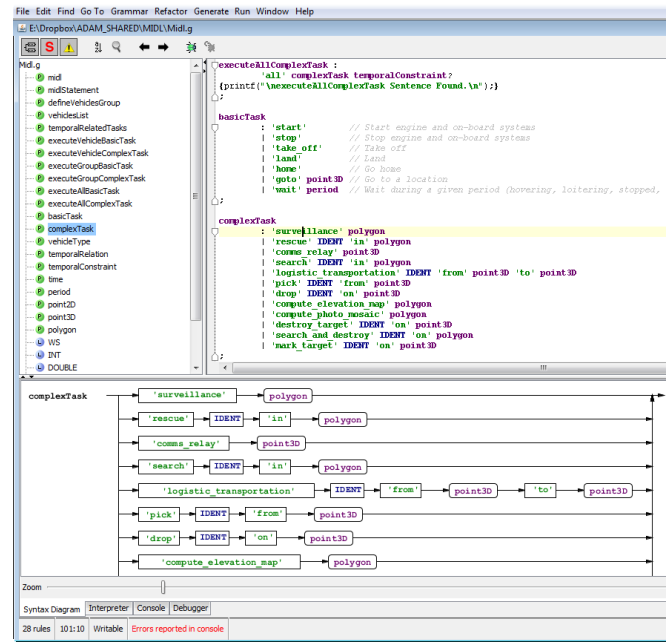 File Edit Find Go To Grammar Refactor Generate Run Window Help
E:\Dropbox\ADAM_SHARED\MIDL\Midl.g
S
Midl.g
midl
midlStatement
defineVehiclesGroup
vehiclesList
temporalRelatedTasks
executeVehicleBasicTask
executeVehicleComplexTask
executeGroupBasicTask
executeGroupComplexTask
executeAllBasicTask
executeAllComplexTask
basicTask
complexTask
vehicleType
temporalRelation
temporalConstraint
time
period
point2D
point3D
polygon
WS
INT
DOUBLE
executeAllComplexTask :
'all' complexTask temporalConstraint?
{printf("\nexecuteAllComplexTask Sentence Found.\n");}
;
basicTask
: 'start' // Start engine and on-board systems
| 'stop' // Stop engine and on-board systems
| 'take_off' // Take off
| 'land' // Land
| 'home' // Go home
| 'goto' point3D // Go to a location
| 'wait' period // Wait during a given period (hovering, loitering, stopped,
;
complexTask
: 'surveillance' polygon
| 'rescue' IDENT 'in' polygon
| 'comms_relay' point3D
| 'search' IDENT 'in' polygon
| 'logistic_transportation' IDENT 'from' point3D 'to' point3D
| 'pick' IDENT 'from' point3D
| 'drop' IDENT 'on' point3D
| 'compute_elevation_map' polygon
| 'compute_photo_mosaic' polygon
| 'destroy_target' IDENT 'on' point3D
| 'search_and_destroy' IDENT 'on' polygon
| 'mark_target' IDENT 'on' point3D
;
complexTask 'surveillance' polygon
'rescue' IDENT 'in' polygon
'comms_relay' point3D
'search' IDENT 'in' polygon
'logistic_transportation' IDENT 'from' point3D 'to' point3D
'pick' IDENT 'from' point3D
'drop' IDENT 'on' point3D
'compute_elevation_map' polygon
Zoom
Syntax Diagram Interpreter Console Debugger
28 rules 101:10 Writable Errors reported in console